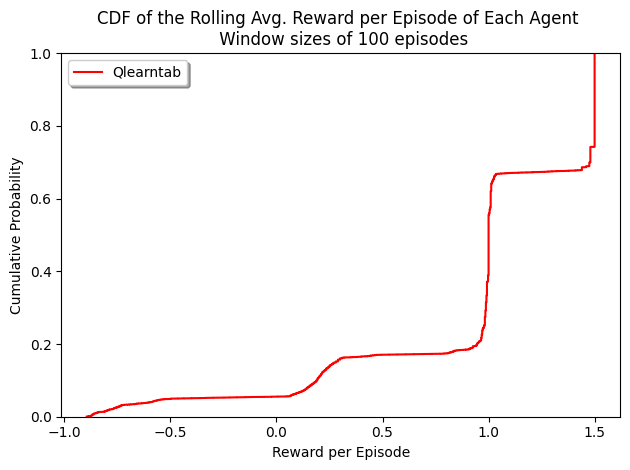 CDF of the Rolling Avg. Reward per Episode of Each Agent
Window sizes of 100 episodes
Qlearntab
1.0
0.8
0.6
0.4
0.2
0.0
Cumulative Probability
−1.0 −0.5 0.0 0.5 1.0 1.5
Reward per Episode